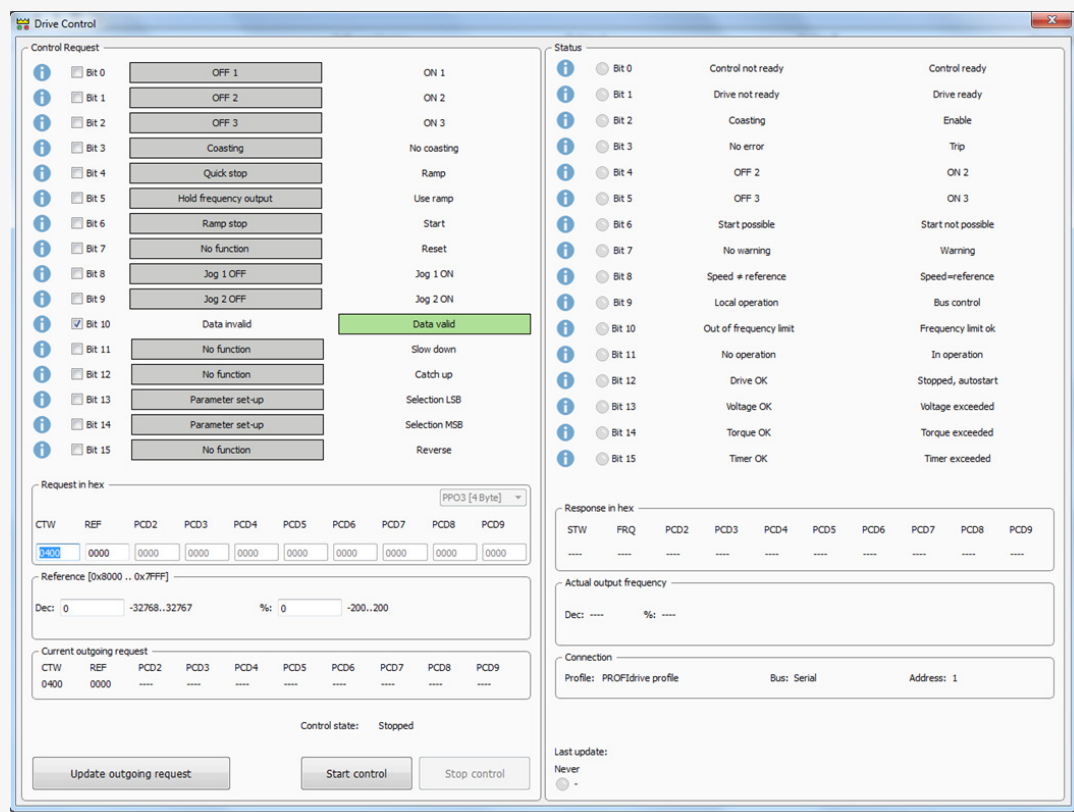 Drive Control
Control Request
Bit 0 OFF 1 ON 1
Bit 1 OFF 2 ON 2
Bit 2 OFF 3 ON 3
Bit 3 Coasting No coasting
Bit 4 Quick stop Ramp
Bit 5 Hold frequency output Use ramp
Bit 6 Ramp stop Start
Bit 7 No function Reset
Bit 8 Jog 1 OFF Jog 1 ON
Bit 9 Jog 2 OFF Jog 2 ON
Bit 10 Data invalid Data valid
Bit 11 No function Slow down
Bit 12 No function Catch up
Bit 13 Parameter set-up Selection LSB
Bit 14 Parameter set-up Selection MSB
Bit 15 No function Reverse
Request in hex
PPO3 [4 Byte]
CTW REF PCD2 PCD3 PCD4 PCD5 PCD6 PCD7 PCD8 PCD9
0400 0000 0000 0000 0000 0000 0000 0000 0000 0000
Reference [0x8000 .. 0x7FFF]
Dec: 0 -32768..32767 %: 0 -200..200
Current outgoing request
CTW REF PCD2 PCD3 PCD4 PCD5 PCD6 PCD7 PCD8 PCD9
0400 0000 ---- ---- ---- ---- ---- ---- ---- ----
Control state: Stopped
Update outgoing request Start control Stop control
Status
Bit 0 Control not ready Control ready
Bit 1 Drive not ready Drive ready
Bit 2 Coasting Enable
Bit 3 No error Trip
Bit 4 OFF 2 ON 2
Bit 5 OFF 3 ON 3
Bit 6 Start possible Start not possible
Bit 7 No warning Warning
Bit 8 Speed ≠ reference Speed=reference
Bit 9 Local operation Bus control
Bit 10 Out of frequency limit Frequency limit ok
Bit 11 No operation In operation
Bit 12 Drive OK Stopped, autostart
Bit 13 Voltage OK Voltage exceeded
Bit 14 Torque OK Torque exceeded
Bit 15 Timer OK Timer exceeded
Response in hex
STW FRQ PCD2 PCD3 PCD4 PCD5 PCD6 PCD7 PCD8 PCD9
---- ---- ---- ---- ---- ---- ---- ---- ---- ----
Actual output frequency
Dec: ---- %: ----
Connection
Profile: PROFIdrive profile Bus: Serial Address: 1
Last update:
Never
-